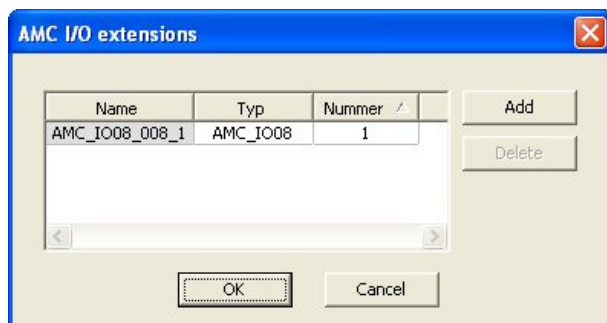 AMC I/O extensions
Name Typ Nummer
AMC_IO08_008_1 AMC_IO08 1
Add
Delete
OK Cancel